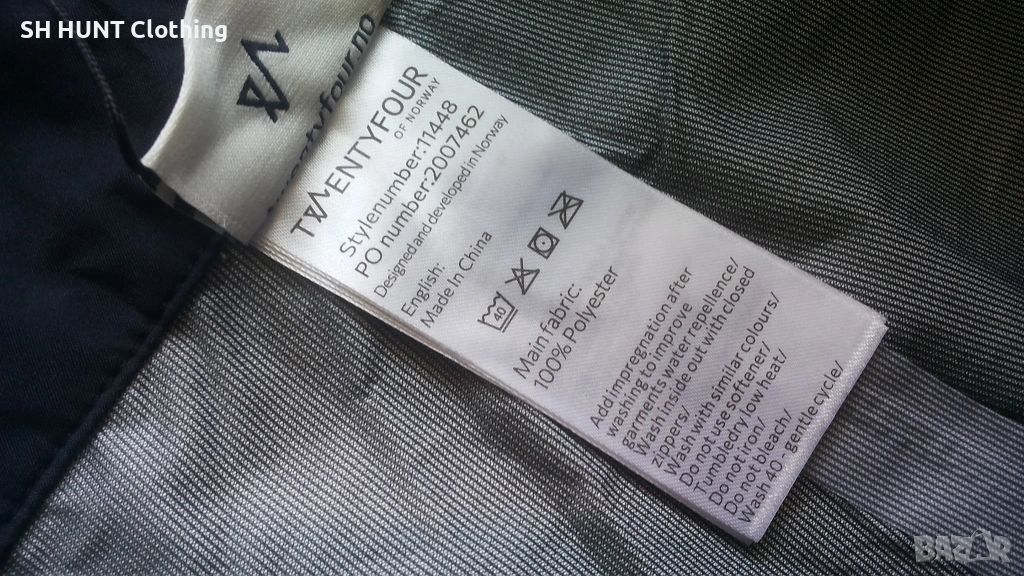 SH HUNT Clothing
twentyfour.no
TWENTYFOUR
OF NORWAY
Stylenumber:11448
PO number:2007462
Designed and developed in Norway
English:
Made In China
40
Main fabric:
100% Polyester
Add impregnation after
washing to improve
garments water repellence/
Wash inside out with closed
zippers/
Wash with similar colours/
Do not use softener/
Tumbledry low heat/
Do not iron/
Do not bleach/
Wash 40° gentle cycle/
BAZAR